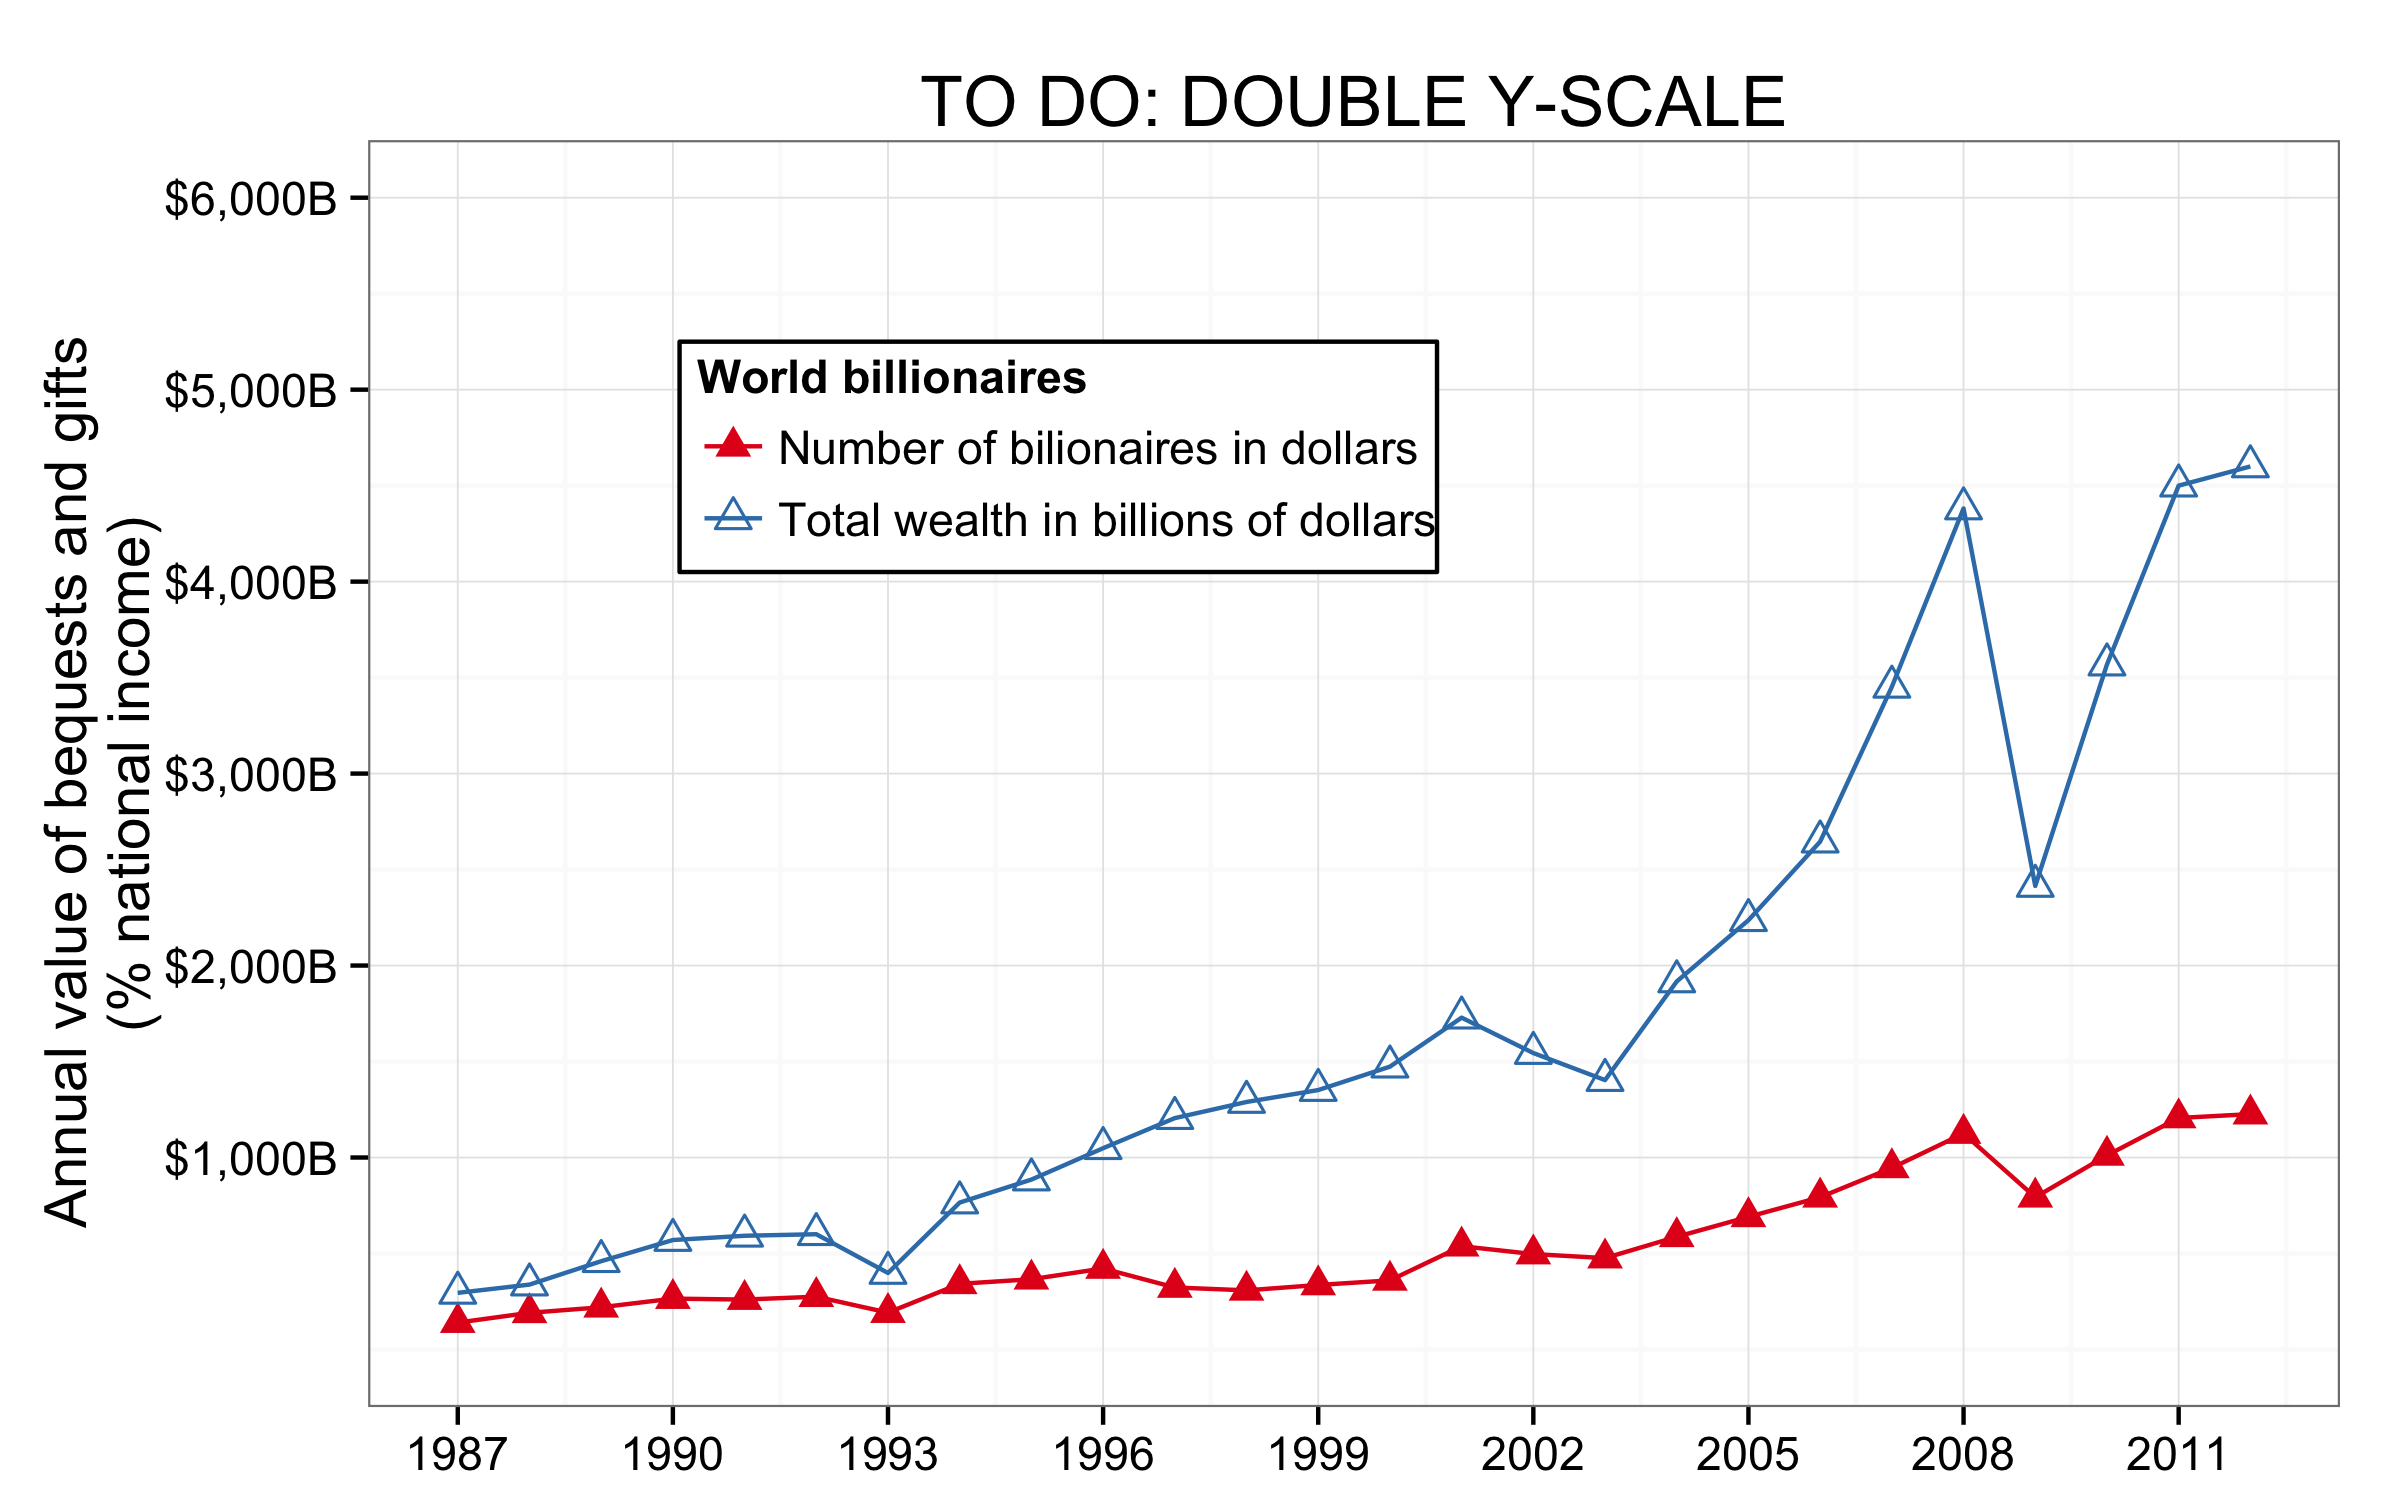 TO DO: DOUBLE Y-SCALE
Annual value of bequests and gifts
(% national income)
$6,000B
$5,000B
$4,000B
$3,000B
$2,000B
$1,000B
World billionaires
Number of bilionaires in dollars
Total wealth in billions of dollars
1987 1990 1993 1996 1999 2002 2005 2008 2011